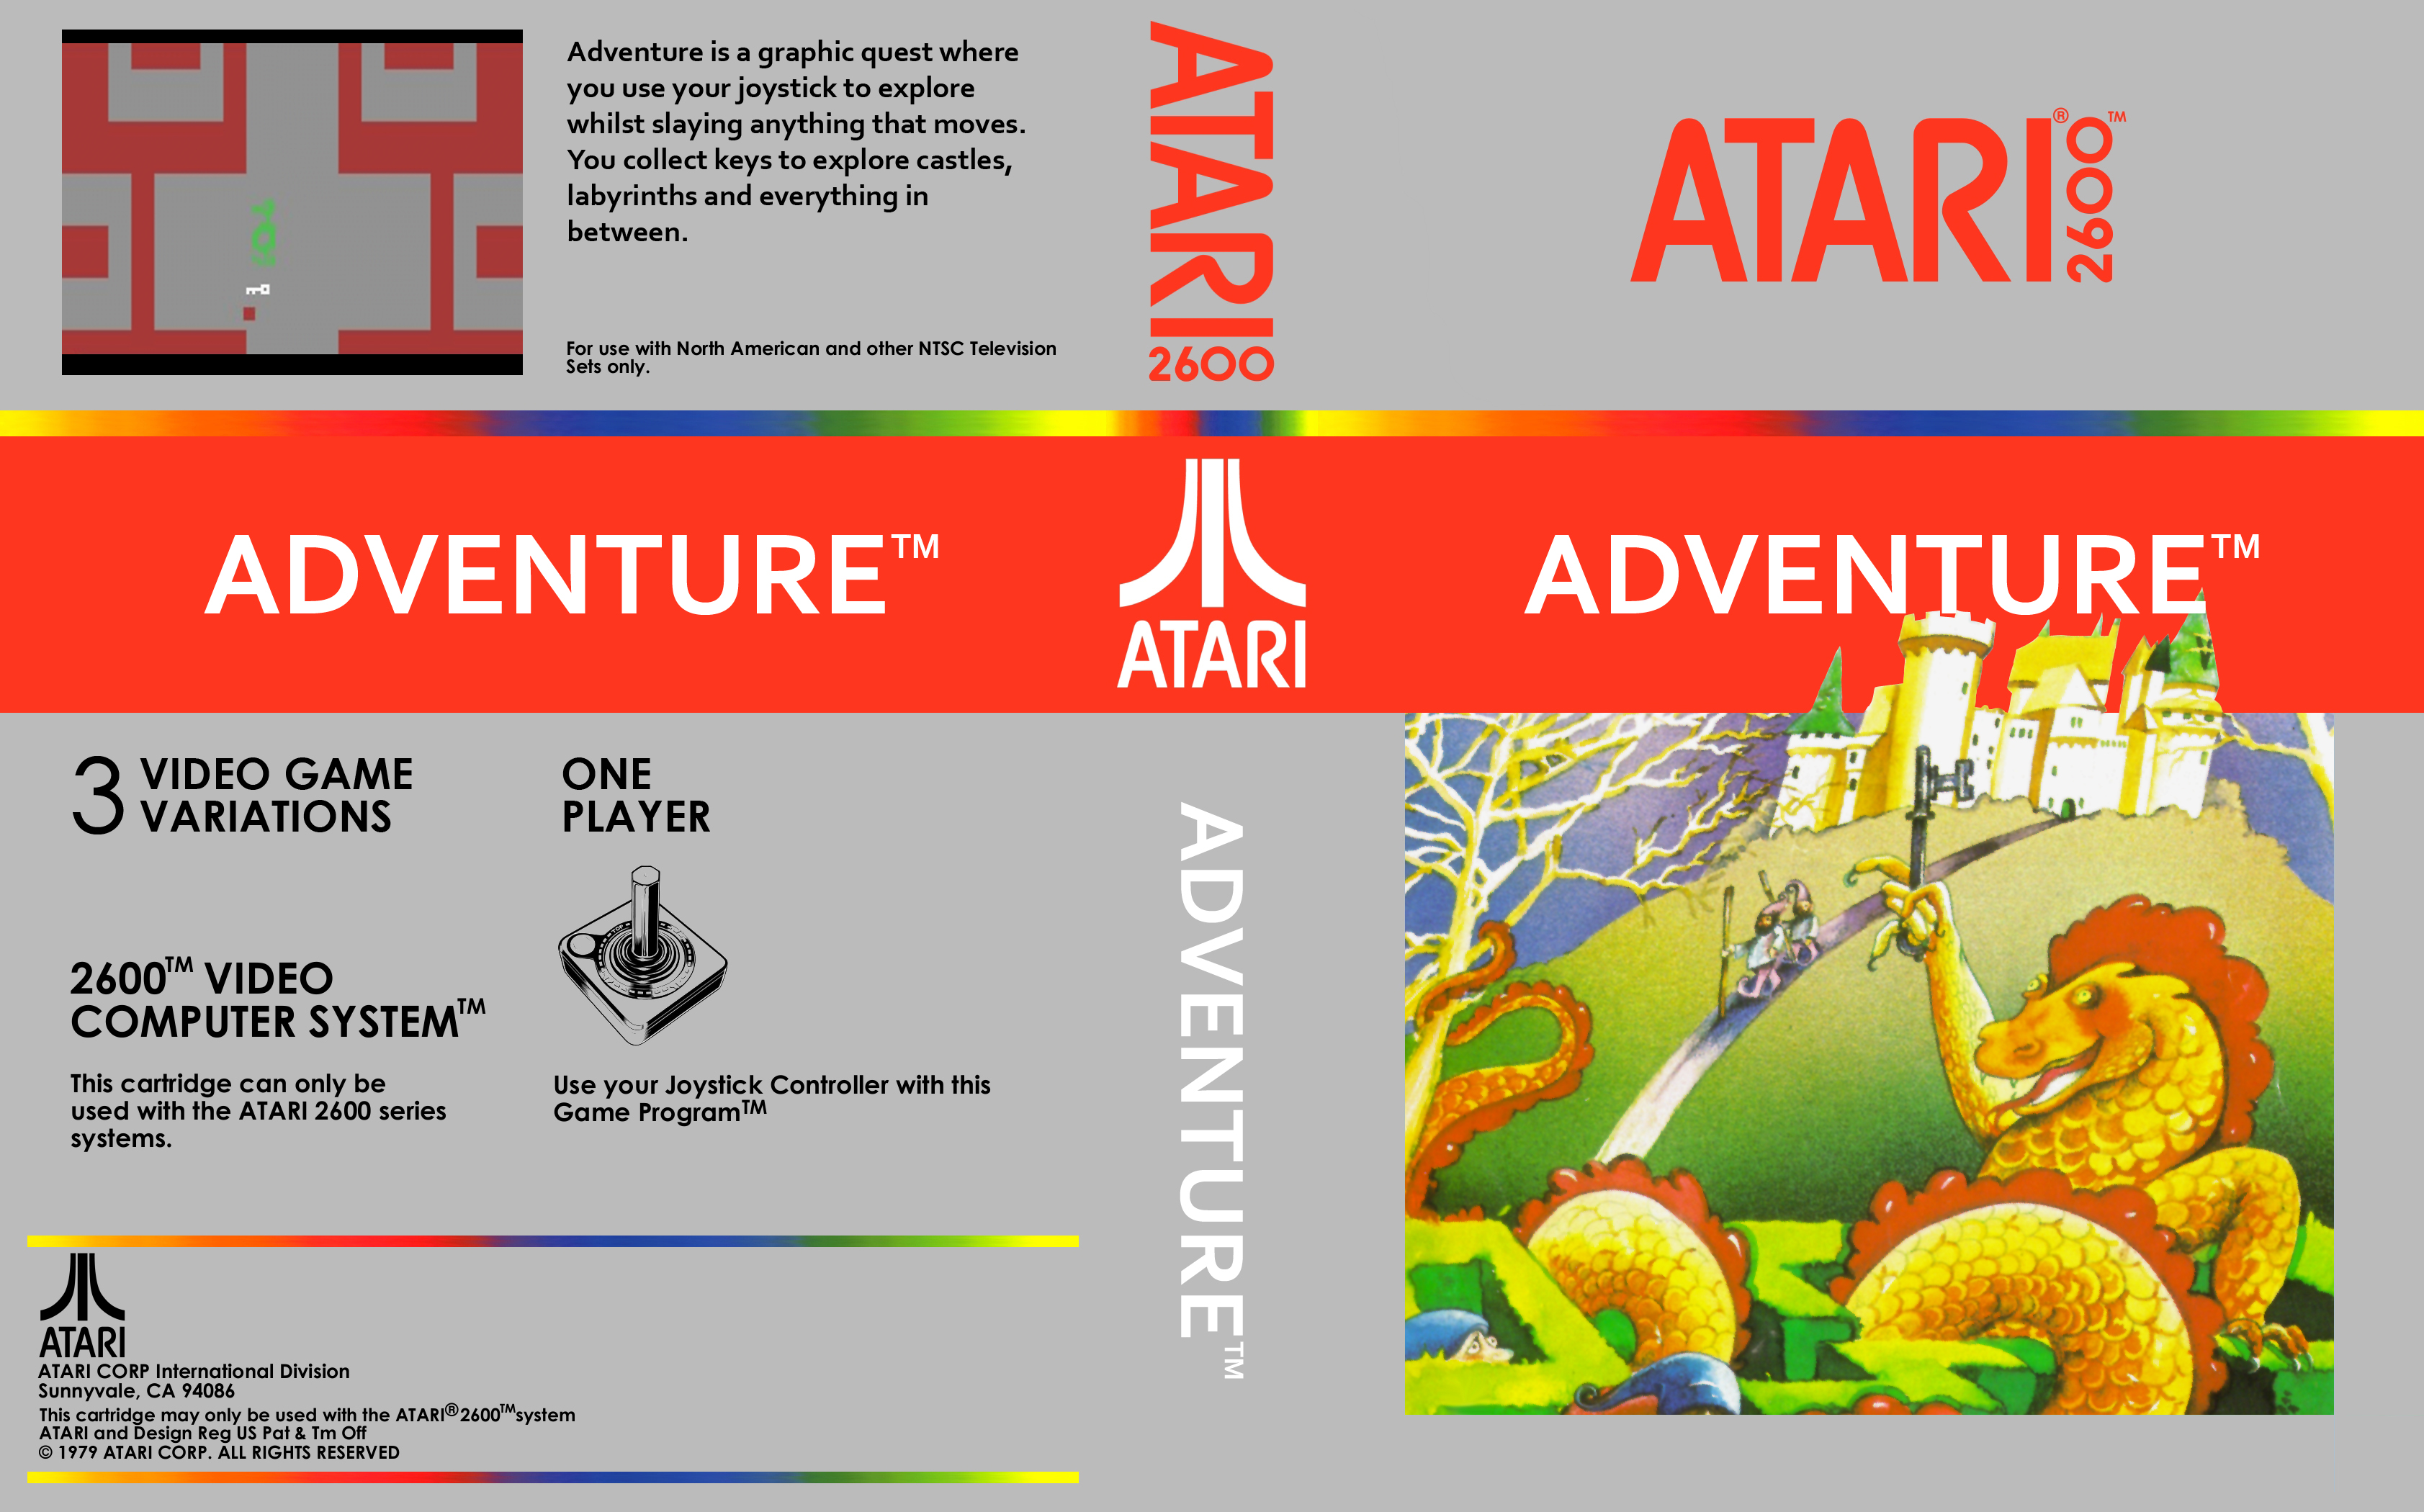 Adventure is a graphic quest where
you use your joystick to explore
whilst slaying anything that moves.
You collect keys to explore castles,
labyrinths and everything in
between.
For use with North American and other NTSC Television
Sets only.
ATARI
2600
ATARI® 2600™
ADVENTURE™
ATARI
ADVENTURE™
3 VIDEO GAME
VARIATIONS
ONE
PLAYER
2600™ VIDEO
COMPUTER SYSTEM™
This cartridge can only be
used with the ATARI 2600 series
systems.
Use your Joystick Controller with this
Game Program™
ADVENTURE™
ATARI
ATARI CORP International Division
Sunnyvale, CA 94086
This cartridge may only be used with the ATARI®2600™system
ATARI and Design Reg US Pat & Tm Off
© 1979 ATARI CORP. ALL RIGHTS RESERVED